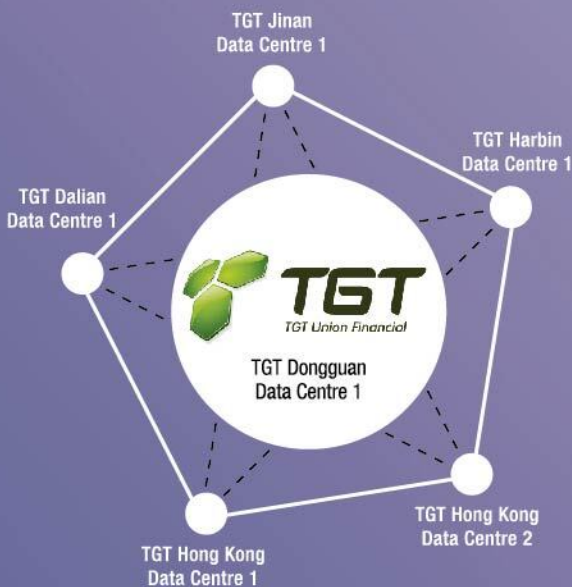 TGT Jinan
Data Centre 1
TGT Harbin
Data Centre 1
TGT Dalian
Data Centre 1
TGT
TGT Union Financial
TGT Dongguan
Data Centre 1
TGT Hong Kong
Data Centre 2
TGT Hong Kong
Data Centre 1